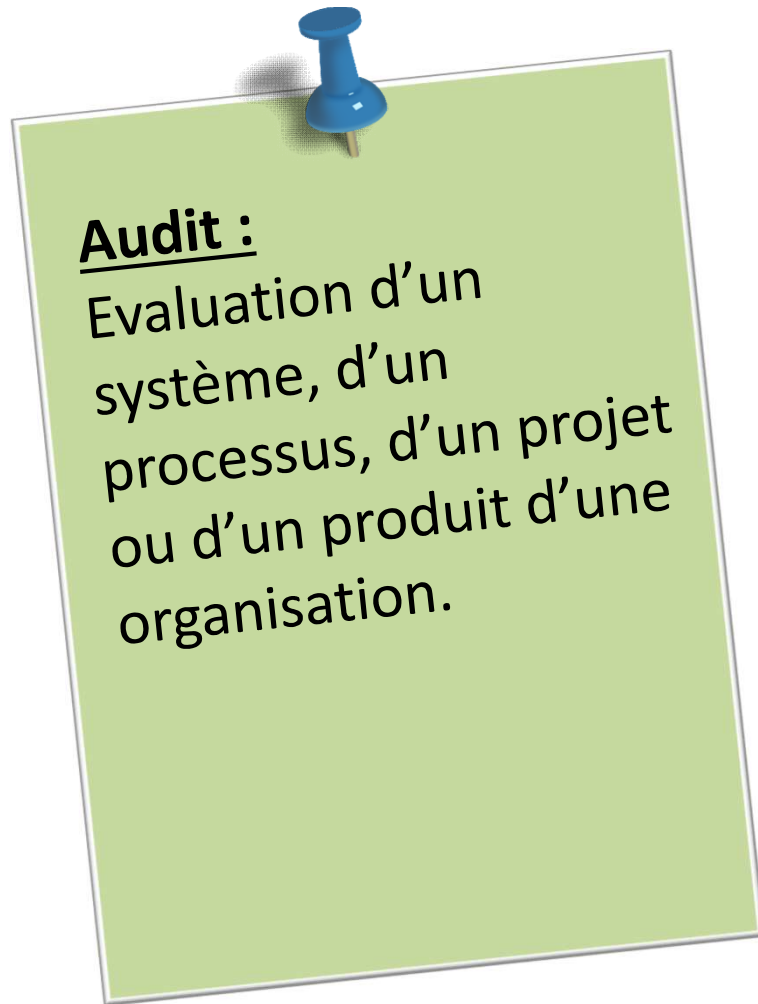 Audit :
Evaluation d’un
système, d’un
processus, d’un projet
ou d’un produit d’une
organisation.